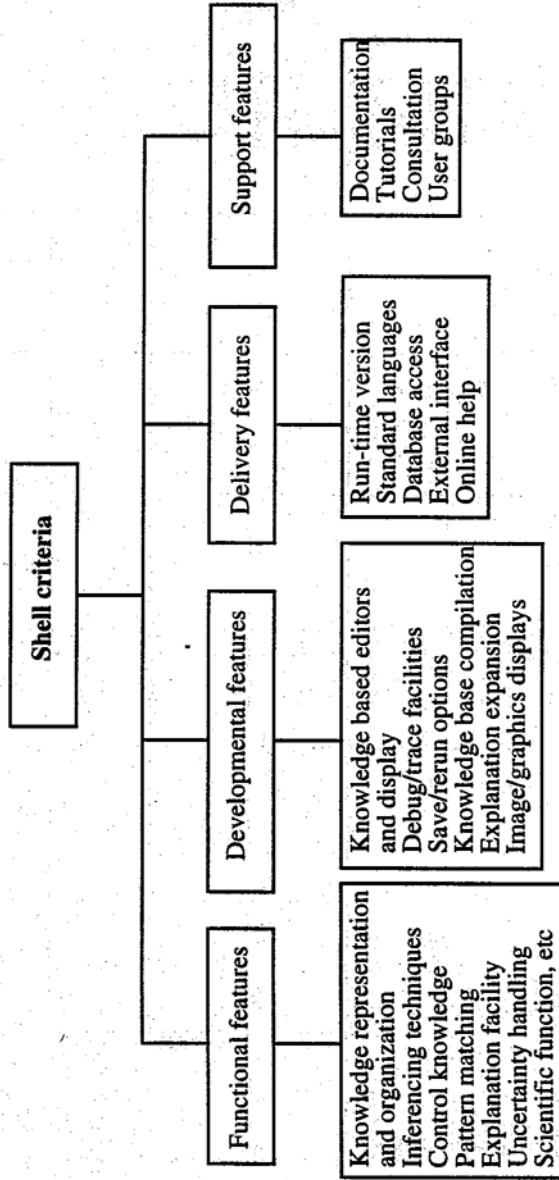 Shell criteria
Functional features
Developmental features
Delivery features
Support features
Knowledge representation
and organization
Inferencing techniques
Control knowledge
Pattern matching
Explanation facility
Uncertainty handling
Scientific function, etc
Knowledge based editors
and display
Debug/trace facilities
Save/rerun options
Knowledge base compilation
Explanation expansion
Image/graphics displays
Run-time version
Standard languages
Database access
External interface
Online help
Documentation
Tutorials
Consultation
User groups